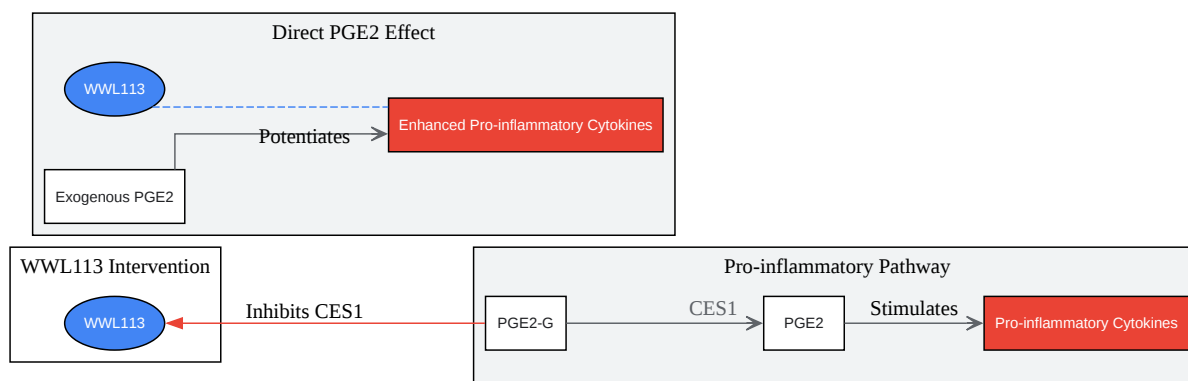 Direct PGE2 Effect
WWL113
Enhanced Pro-inflammatory Cytokines
Potentiates
Exogenous PGE2
WWL113 Intervention
Pro-inflammatory Pathway
WWL113
Inhibits CES1
PGE2-G
CES1
PGE2
Stimulates
Pro-inflammatory Cytokines